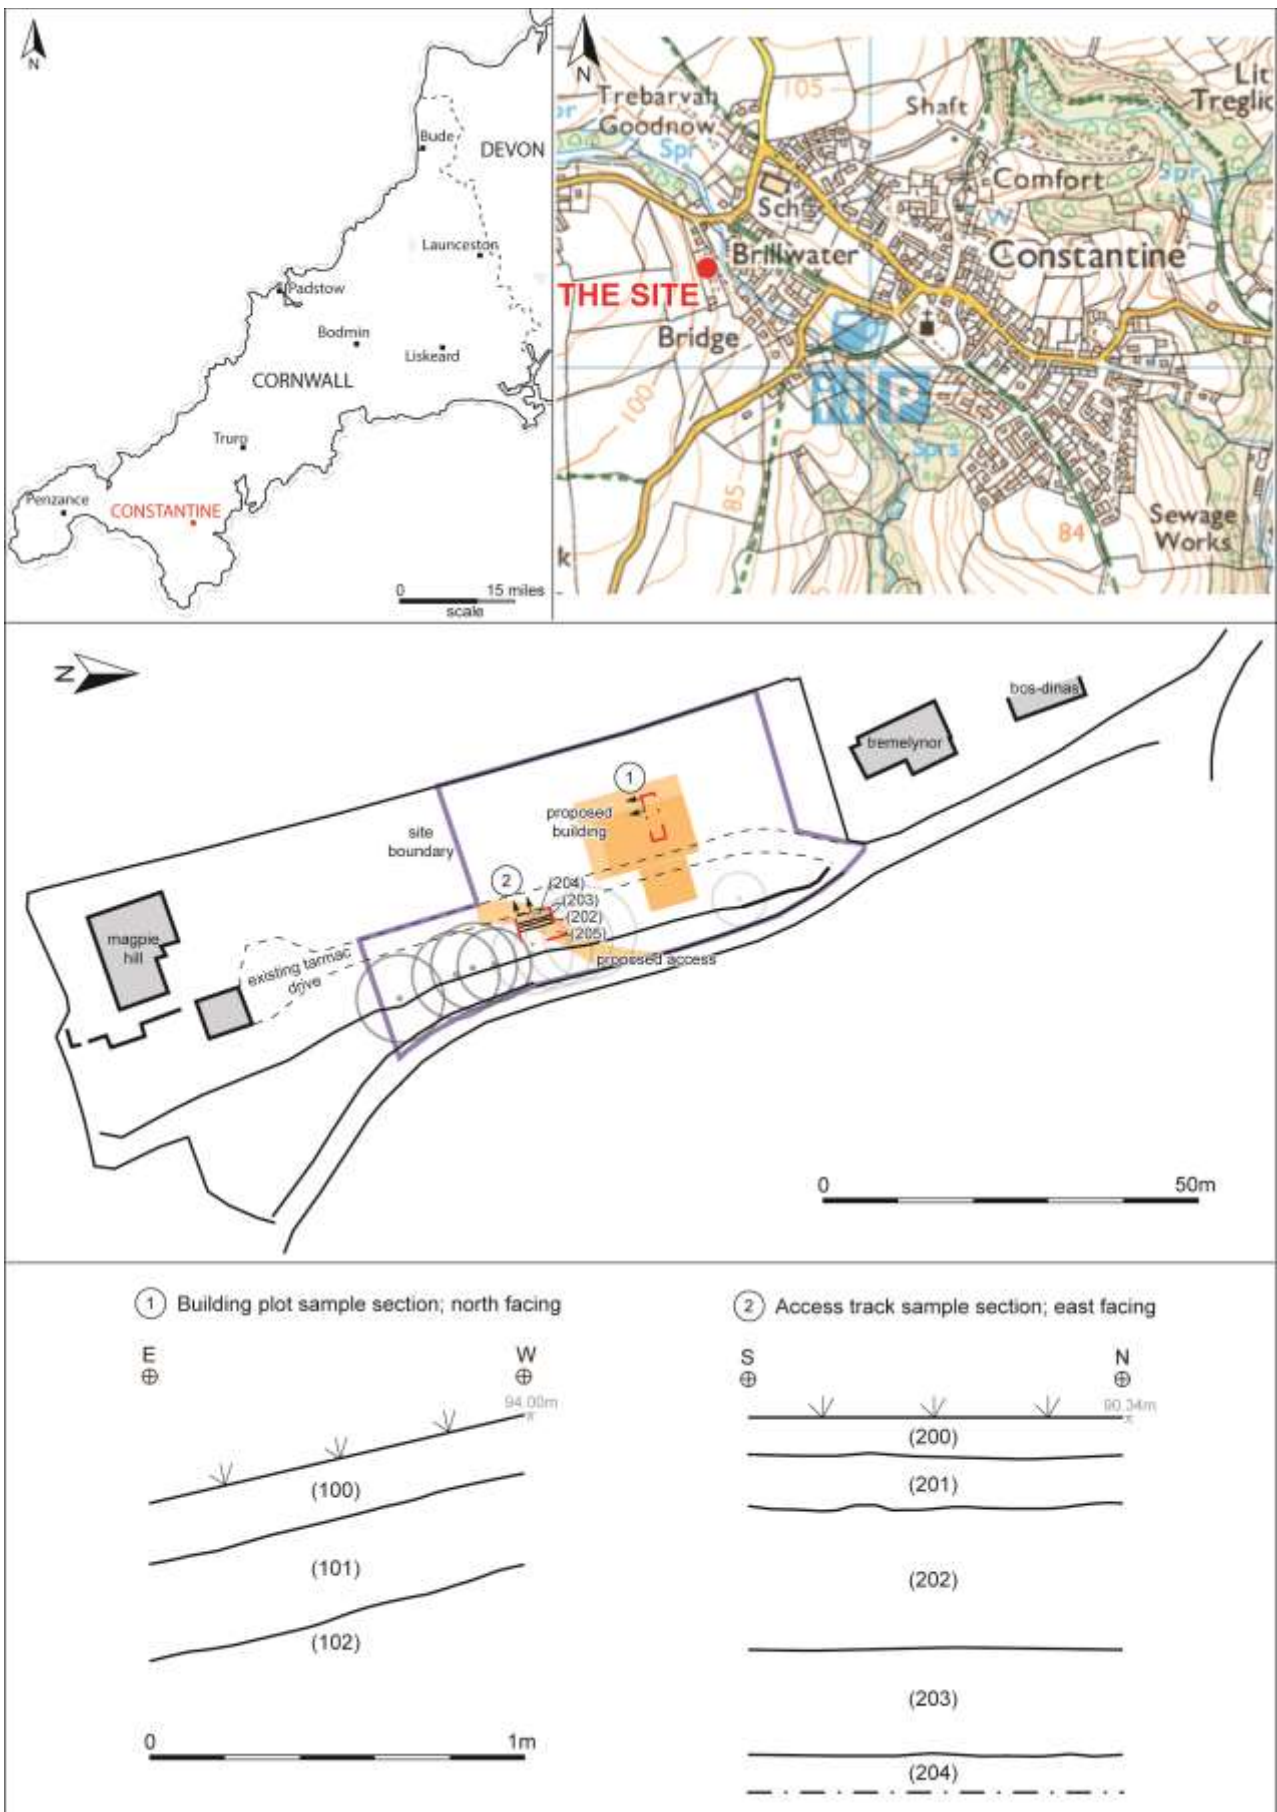 N
Bude
DEVON
Launceston
Padstow
Bodmin
Liskeard
CORNWALL
Truro
Penzance
CONSTANTINE
0 15 miles
scale
N
105
Trebarvah
Goodnow
Spr
Shaft
Treglid
Spr
Comfort
W
Sch
Brillwater
Constantine
THE SITE
Bridge
100
P
Sprs
85
84
Sewage
Works
k
N
bos-dinas
tremelynor
1
proposed
building
site
boundary
2
(204)
(203)
(202)
(205)
magpie
hill
existing tarmac
drive
proposed access
0 50m
1 Building plot sample section; north facing
E W
94.00m
(100)
(101)
(102)
0 1m
2 Access track sample section; east facing
S N
90.34m
(200)
(201)
(202)
(203)
(204)